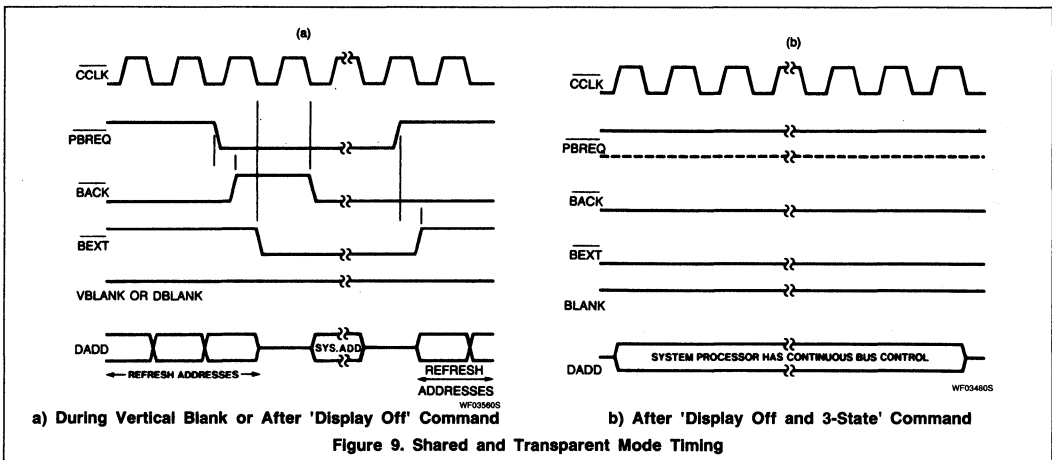 (a)
CCLK
PBREQ
BACK
BEXT
VBLANK OR DBLANK
DADD
SYS.ADD
REFRESH ADDRESSES
REFRESH
ADDRESSES
WF03560S
a) During Vertical Blank or After 'Display Off' Command
(b)
CCLK
PBREQ
BACK
BEXT
BLANK
DADD
SYSTEM PROCESSOR HAS CONTINUOUS BUS CONTROL
WF03480S
b) After 'Display Off and 3-State' Command
Figure 9. Shared and Transparent Mode Timing